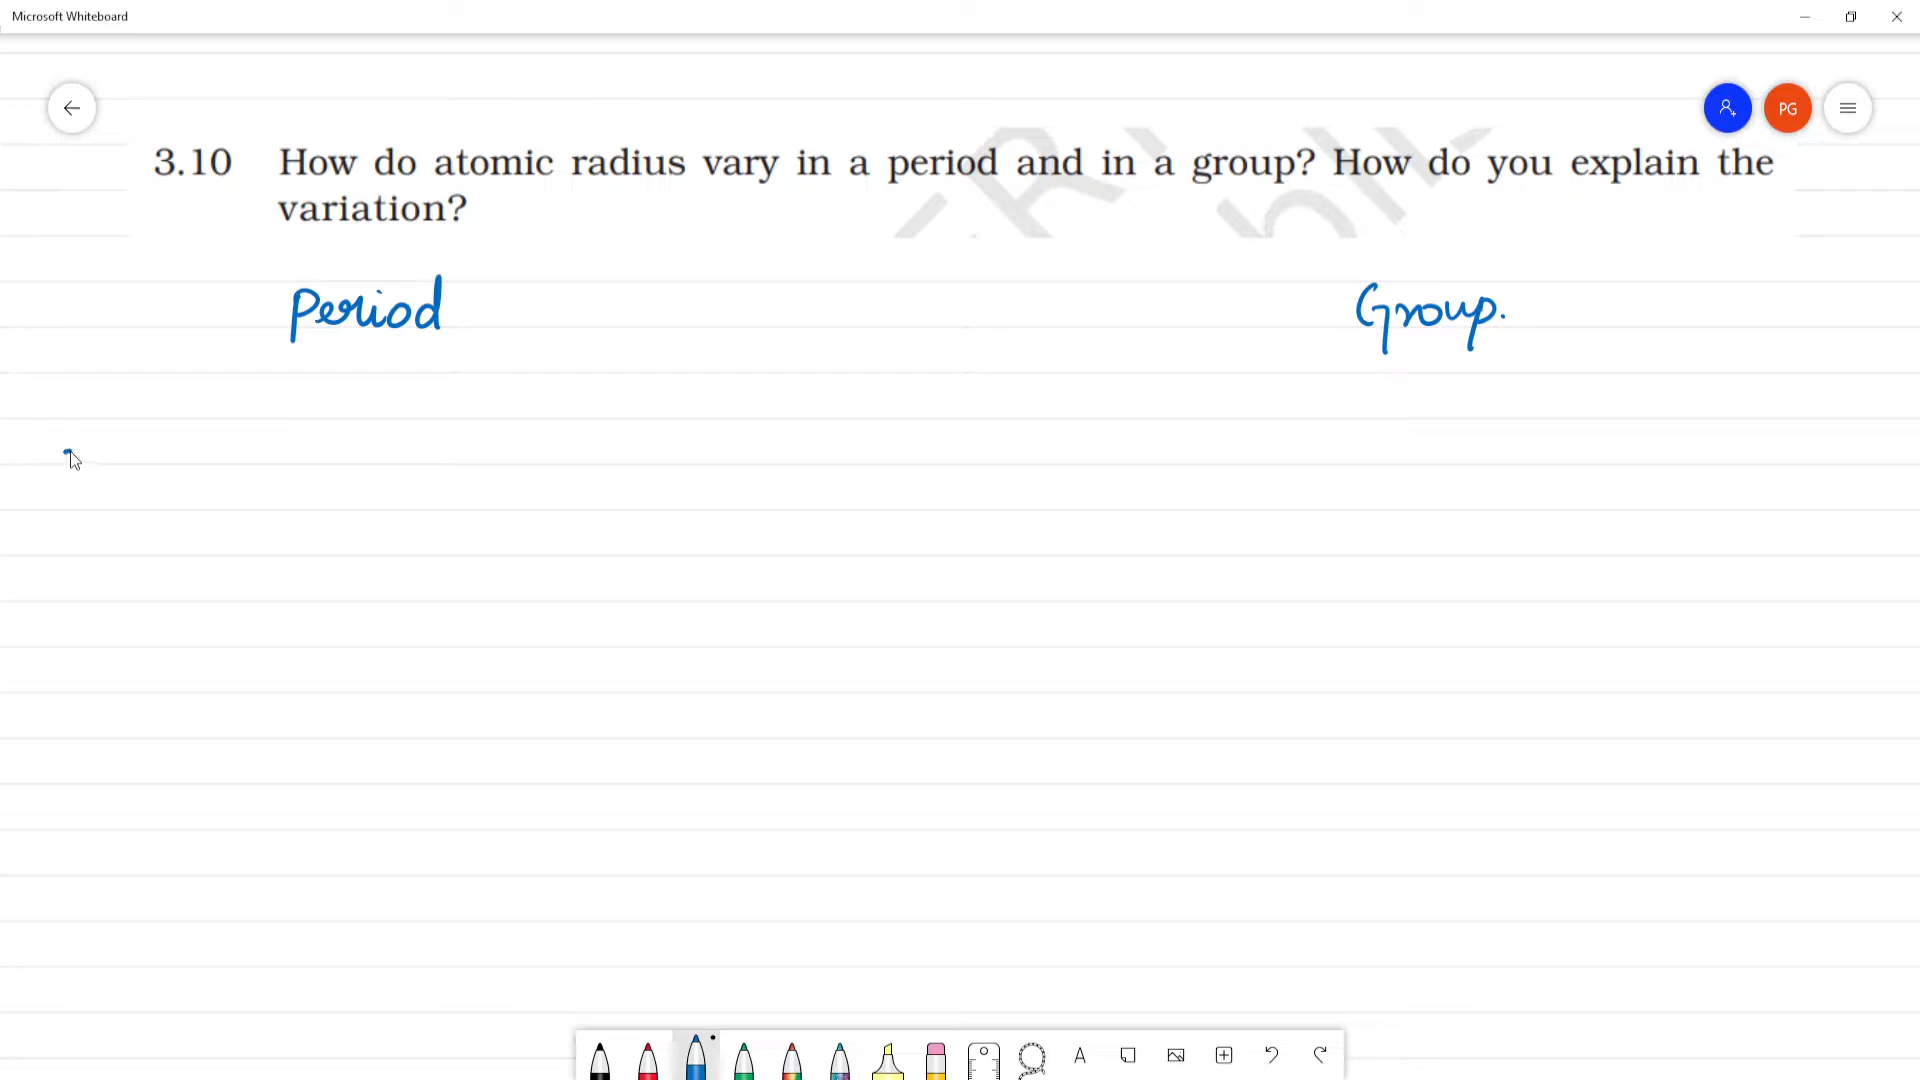 Microsoft Whiteboard
PG
3.10 How do atomic radius vary in a period and in a group? How do you explain the
variation?
Period Group.
A